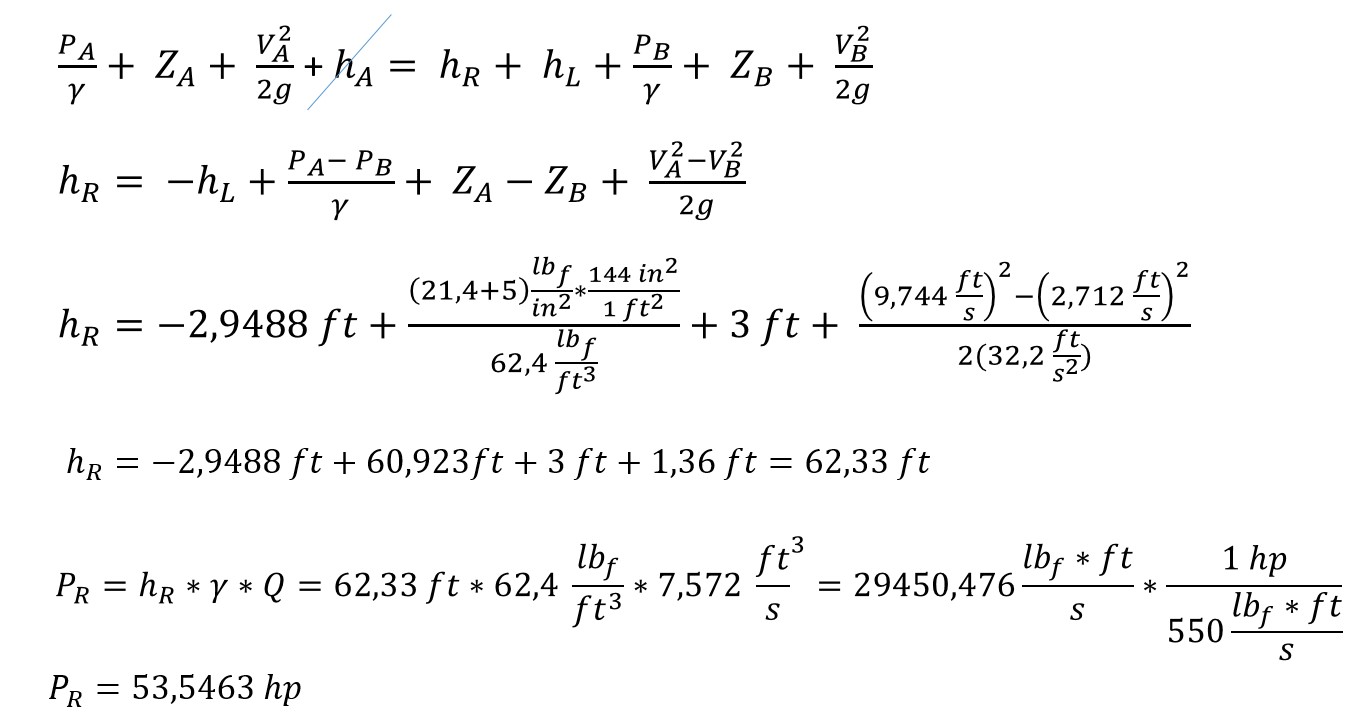 P_A/γ + Z_A + V_A^2/2g + h_A = h_R + h_L + P_B/γ + Z_B + V_B^2/2g
h_R = −h_L + (P_A − P_B)/γ + Z_A − Z_B + (V_A^2 − V_B^2)/2g
h_R = −2,9488 ft + ((21,4+5) lb_f/in^2 * 144 in^2/1 ft^2)/(62,4 lb_f/ft^3) + 3 ft + ((9,744 ft/s)^2 − (2,712 ft/s)^2)/(2(32,2 ft/s^2))
h_R = −2,9488 ft + 60,923ft + 3 ft + 1,36 ft = 62,33 ft
P_R = h_R * γ * Q = 62,33 ft * 62,4 lb_f/ft^3 * 7,572 ft^3/s = 29450,476 lb_f * ft/s * 1 hp/(550 lb_f * ft/s)
P_R = 53,5463 hp